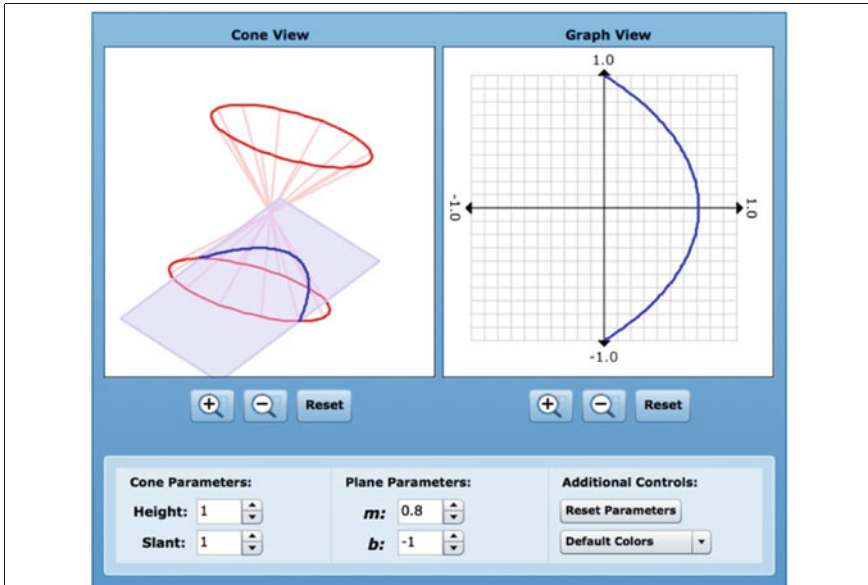 Cone View
Graph View
1.0
-1.0
1.0
-1.0
Reset
Reset
Cone Parameters:
Plane Parameters:
Additional Controls:
Height: 1
m: 0.8
Reset Parameters
Slant: 1
b: -1
Default Colors